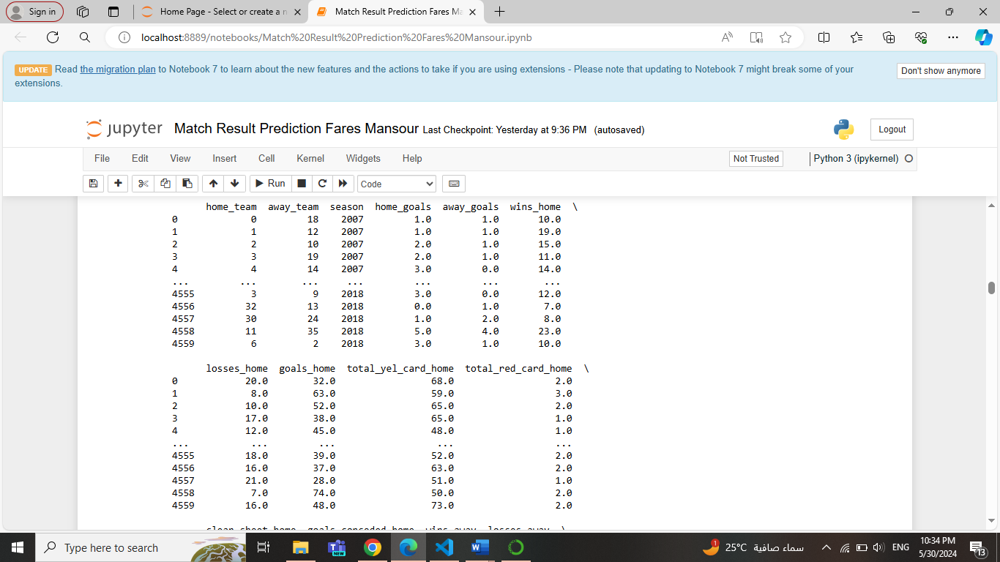 Sign in
Home Page - Select or create a n
Match Result Prediction Fares Ma
localhost:8889/notebooks/Match%20Result%20Prediction%20Fares%20Mansour.ipynb
UPDATE Read the migration plan to Notebook 7 to learn about the new features and the actions to take if you are using extensions - Please note that updating to Notebook 7 might break some of your
extensions.
Don't show anymore
jupyter Match Result Prediction Fares Mansour Last Checkpoint: Yesterday at 9:36 PM (autosaved)
Logout
File Edit View Insert Cell Kernel Widgets Help
Not Trusted
Python 3 (ipykernel)
Run
Code
home_team away_team season home_goals away_goals wins_home \
0 0 18 2007 1.0 1.0 10.0
1 1 12 2007 1.0 1.0 19.0
2 2 10 2007 2.0 1.0 15.0
3 3 19 2007 2.0 1.0 11.0
4 4 14 2007 3.0 0.0 14.0
... ... ... ... ... ... ...
4555 3 9 2018 3.0 0.0 12.0
4556 32 13 2018 0.0 1.0 7.0
4557 30 24 2018 1.0 2.0 8.0
4558 11 35 2018 5.0 4.0 23.0
4559 6 2 2018 3.0 1.0 10.0
losses_home goals_home total_yel_card_home total_red_card_home \
0 20.0 32.0 68.0 2.0
1 8.0 63.0 59.0 3.0
2 10.0 52.0 65.0 2.0
3 17.0 38.0 65.0 1.0
4 12.0 45.0 48.0 1.0
... ... ... ... ...
4555 18.0 39.0 52.0 2.0
4556 16.0 37.0 63.0 2.0
4557 21.0 28.0 51.0 1.0
4558 7.0 74.0 50.0 2.0
4559 16.0 48.0 73.0 2.0
clean_sheet_home goals_conceded_home wins_away losses_away \
Type here to search
NEW
1
25°C سماء صافية
ENG
10:34 PM
5/30/2024
13